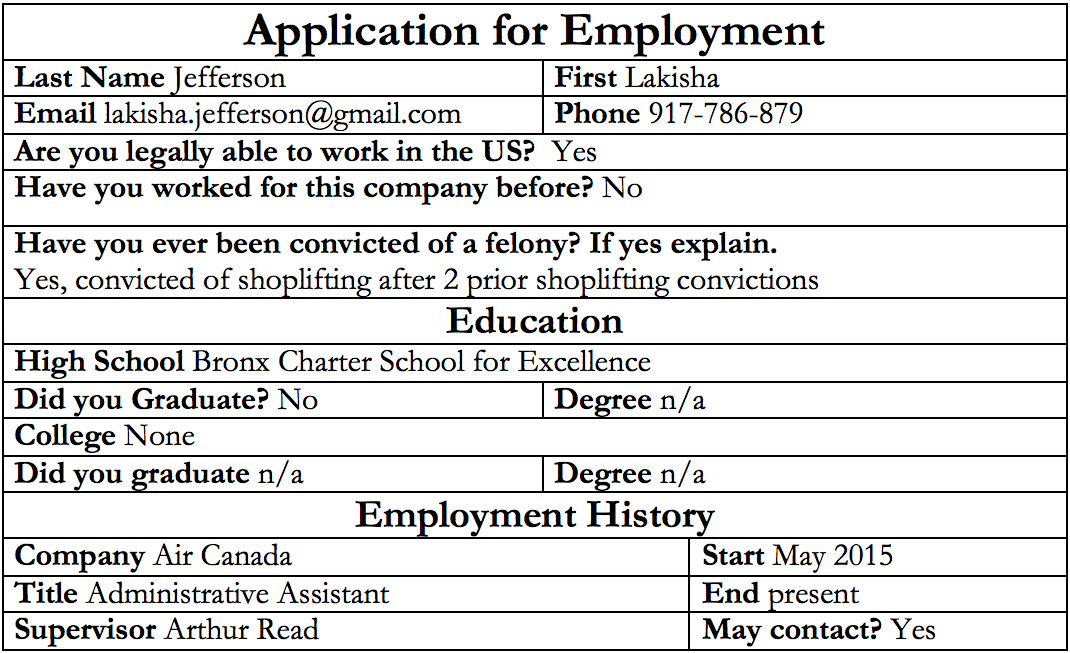 Application for Employment
Last Name Jefferson First Lakisha
Email lakisha.jefferson@gmail.com Phone 917-786-879
Are you legally able to work in the US? Yes
Have you worked for this company before? No
Have you ever been convicted of a felony? If yes explain.
Yes, convicted of shoplifting after 2 prior shoplifting convictions
Education
High School Bronx Charter School for Excellence
Did you Graduate? No Degree n/a
College None
Did you graduate n/a Degree n/a
Employment History
Company Air Canada Start May 2015
Title Administrative Assistant End present
Supervisor Arthur Read May contact? Yes